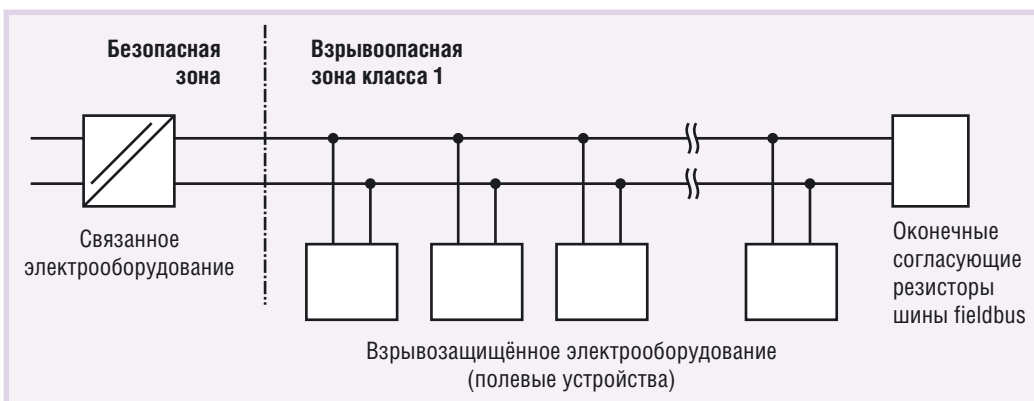 Безопасная
зона
Взрывоопасная
зона класса 1
Связанное
электрооборудование
Взрывозащищённое электрооборудование
(полевые устройства)
Оконечные
согласующие
резисторы
шины fieldbus